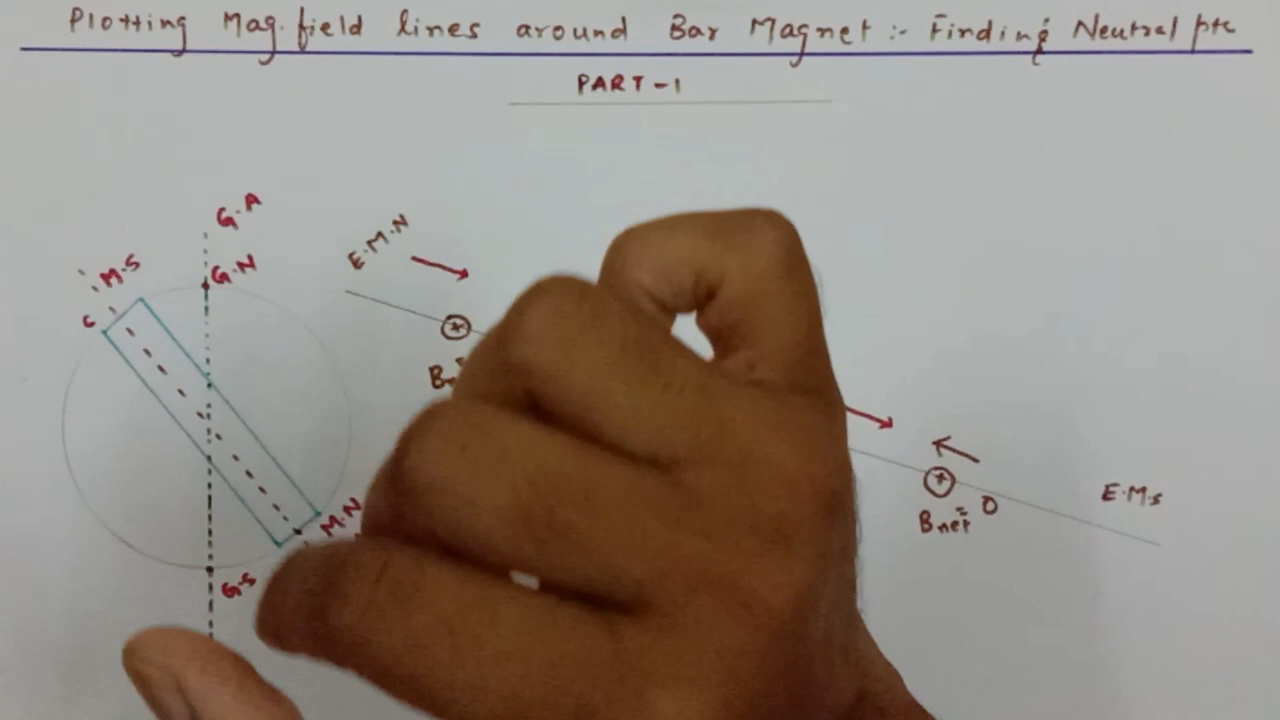 Plotting Mag. field lines around Bar Magnet :- Finding Neutral pts
PART-1
G.A
M.S
G.N
E.M.N
M.N
G.S
E.M.S
Bnet = 0